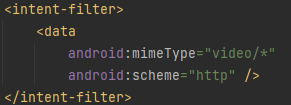 <intent-filter>
    <data
        android:mimeType="video/*"
        android:scheme="http" />
</intent-filter>